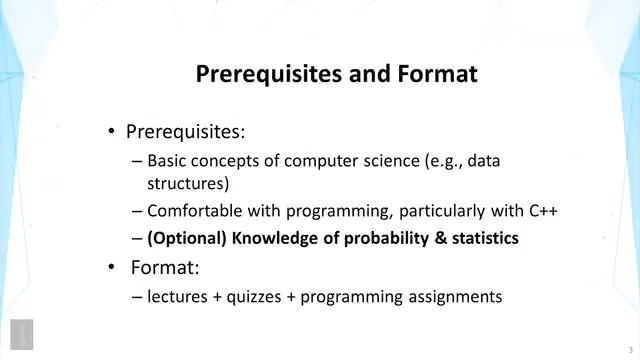 Prerequisites and Format
• Prerequisites:
– Basic concepts of computer science (e.g., data
structures)
– Comfortable with programming, particularly with C++
– (Optional) Knowledge of probability & statistics
• Format:
– lectures + quizzes + programming assignments
3